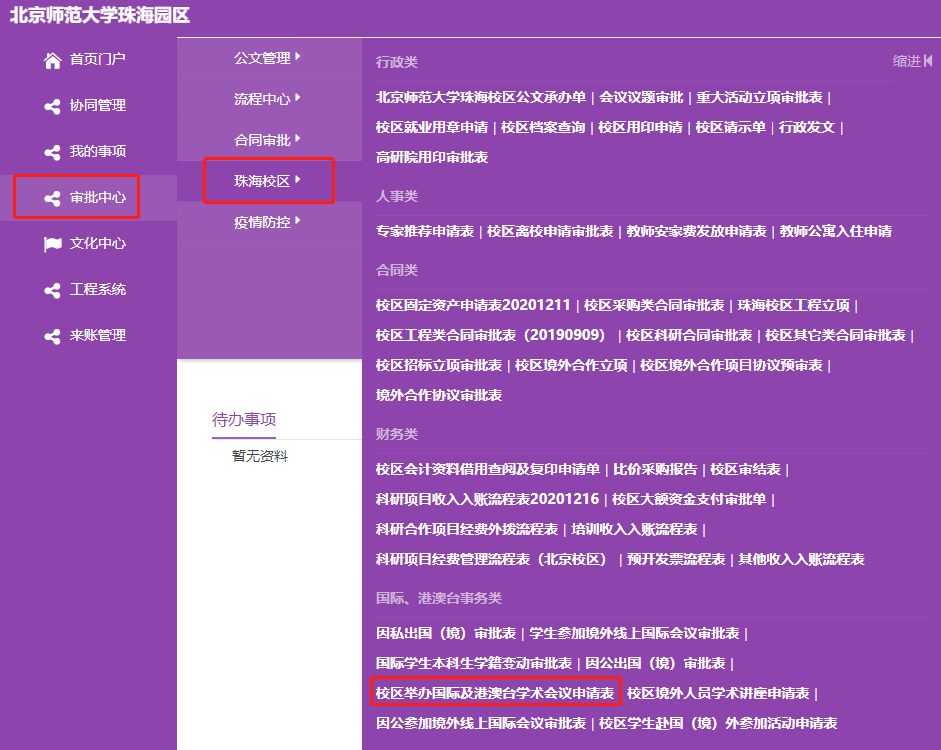 北京师范大学珠海园区
首页门户
协同管理
我的事项
审批中心
文化中心
工程系统
来账管理
公文管理
流程中心
合同审批
珠海校区
疫情防控
待办事项
暂无资料
缩进
行政类
北京师范大学珠海校区公文承办单 | 会议议题审批 | 重大活动立项审批表 |
校区就业用章申请 | 校区档案查询 | 校区用印申请 | 校区请示单 | 行政发文 |
高研院用印审批表
人事类
专家推荐申请表 | 校区离校申请审批表 | 教师安家费发放申请表 | 教师公寓入住申请
合同类
校区固定资产申请表20201211 | 校区采购类合同审批表 | 珠海校区工程立项 |
校区工程类合同审批表（20190909） | 校区科研合同审批表 | 校区其它类合同审批表 |
校区招标立项审批表 | 校区境外合作立项 | 校区境外合作项目协议预审表 |
境外合作协议审批表
财务类
校区会计资料借用查阅及复印申请单 | 比价采购报告 | 校区审结表 |
科研项目收入入账流程表20201216 | 校区大额资金支付审批单 |
科研合作项目经费外拨流程表 | 培训收入入账流程表 |
科研项目经费管理流程表（北京校区） | 预开发票流程表 | 其他收入入账流程表
国际、港澳台事务类
因私出国（境）审批表 | 学生参加境外线上国际会议审批表 |
国际学生本科生学籍变动审批表 | 因公出国（境）审批表 |
校区举办国际及港澳台学术会议申请表 校区境外人员学术讲座申请表 |
因公参加境外线上国际会议审批表 | 校区学生赴国（境）外参加活动申请表